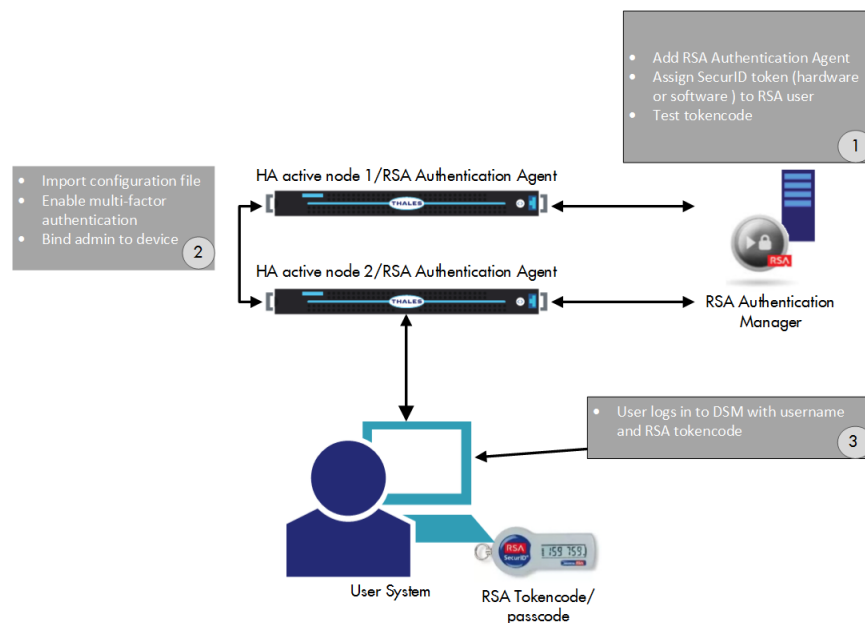 • Add RSA Authentication Agent
• Assign SecurID token (hardware
or software ) to RSA user
• Test tokencode
1
• Import configuration file
• Enable multi-factor
authentication
• Bind admin to device
2
HA active node 1/RSA Authentication Agent
THALES
HA active node 2/RSA Authentication Agent
THALES
RSA
RSA Authentication
Manager
• User logs in to DSM with username
and RSA tokencode
3
RSA
SecurID
159 759
User System
RSA Tokencode/
passcode